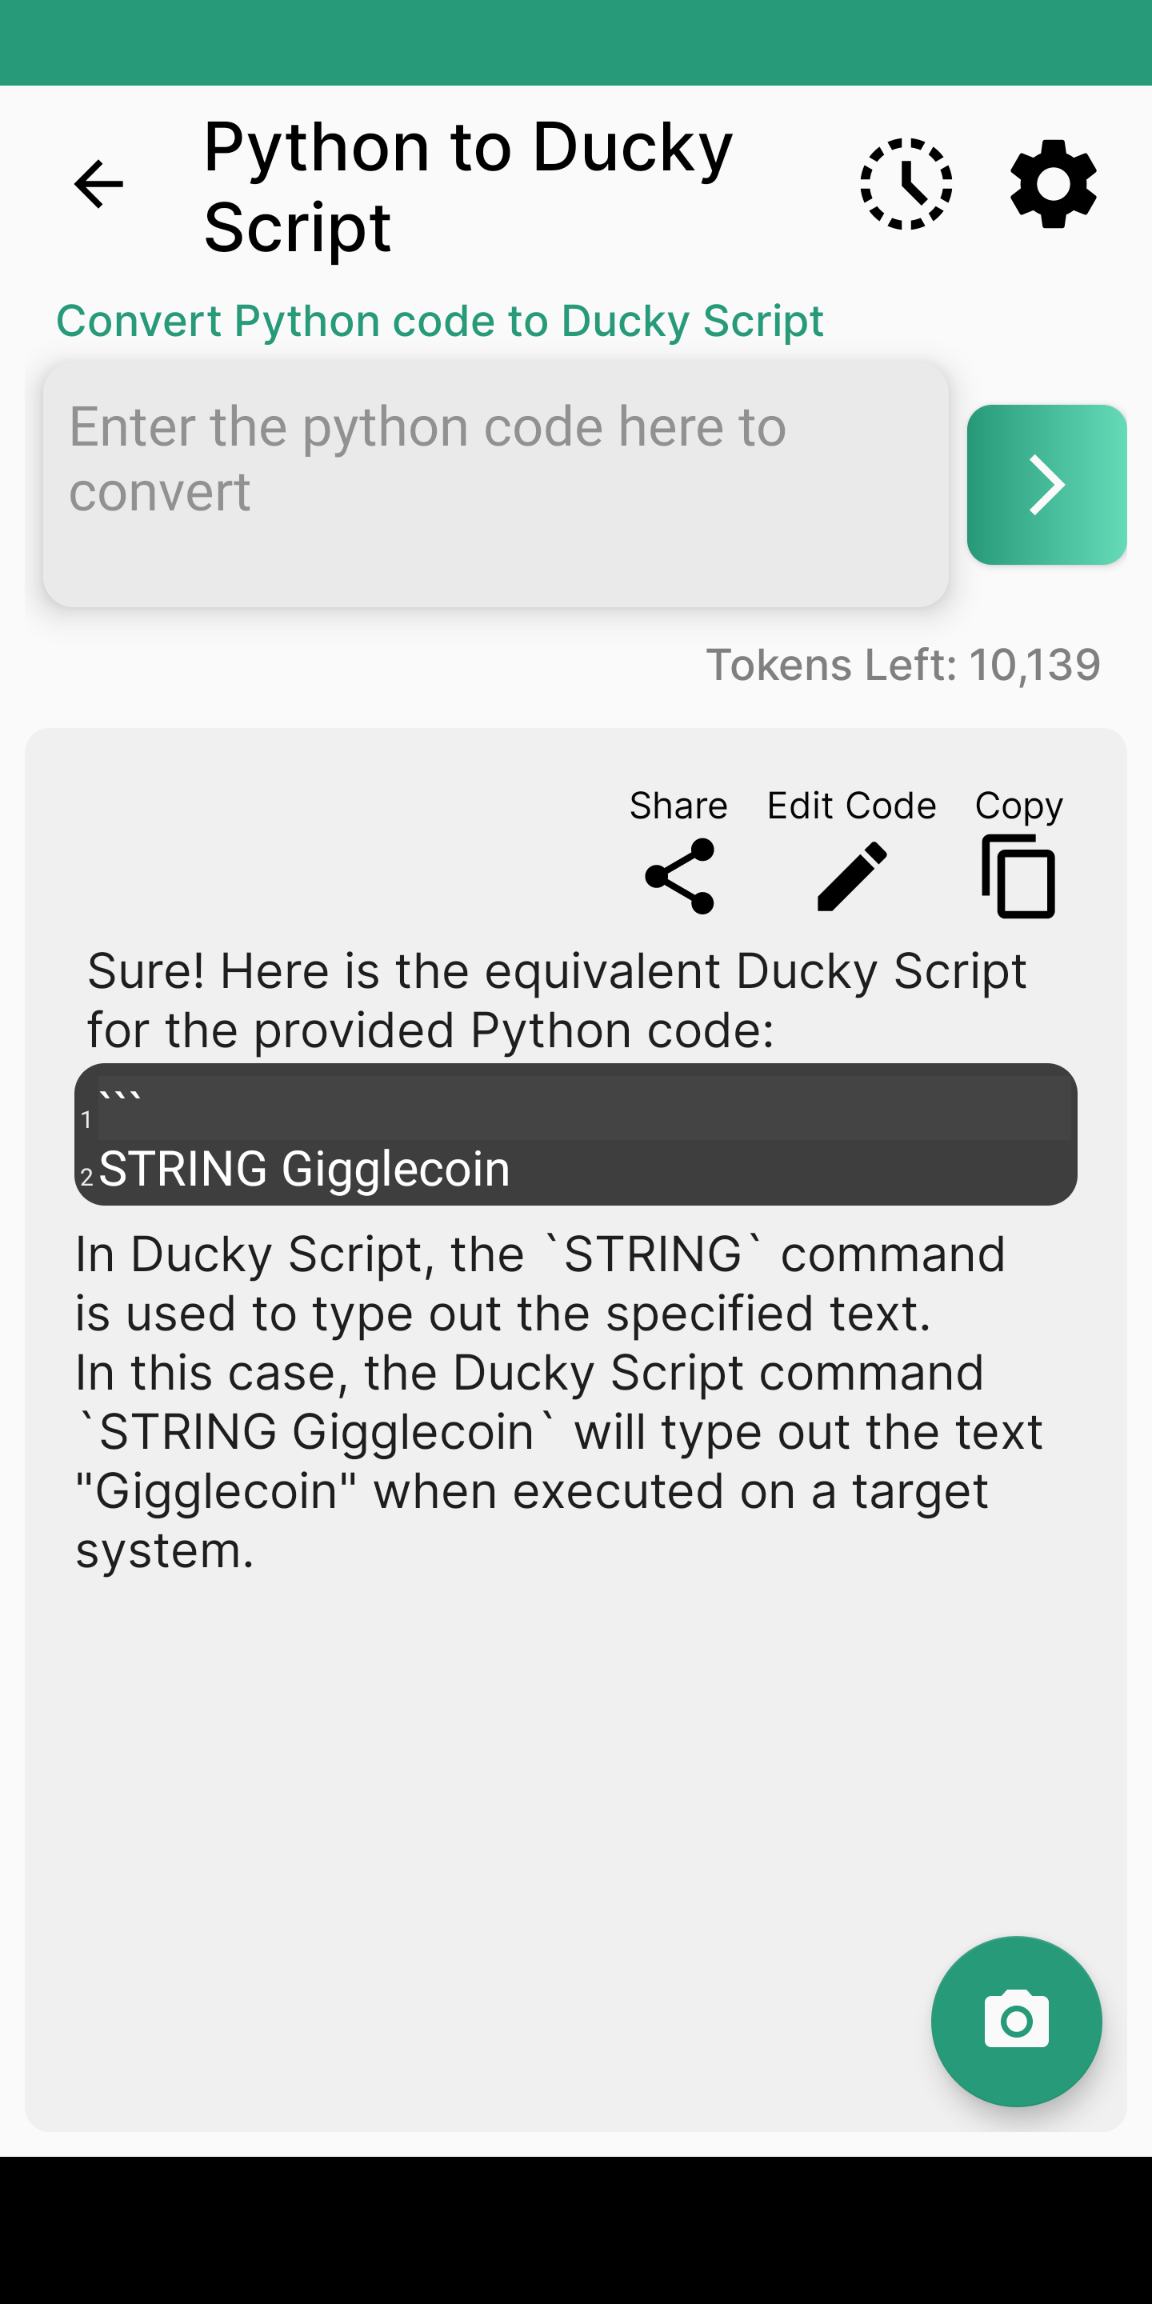 Python to Ducky
Script
Convert Python code to Ducky Script
Enter the python code here to
convert
Tokens Left: 10,139
Share Edit Code Copy
Sure! Here is the equivalent Ducky Script
for the provided Python code:
1 ```
2 STRING Gigglecoin
In Ducky Script, the `STRING` command
is used to type out the specified text.
In this case, the Ducky Script command
`STRING Gigglecoin` will type out the text
"Gigglecoin" when executed on a target
system.